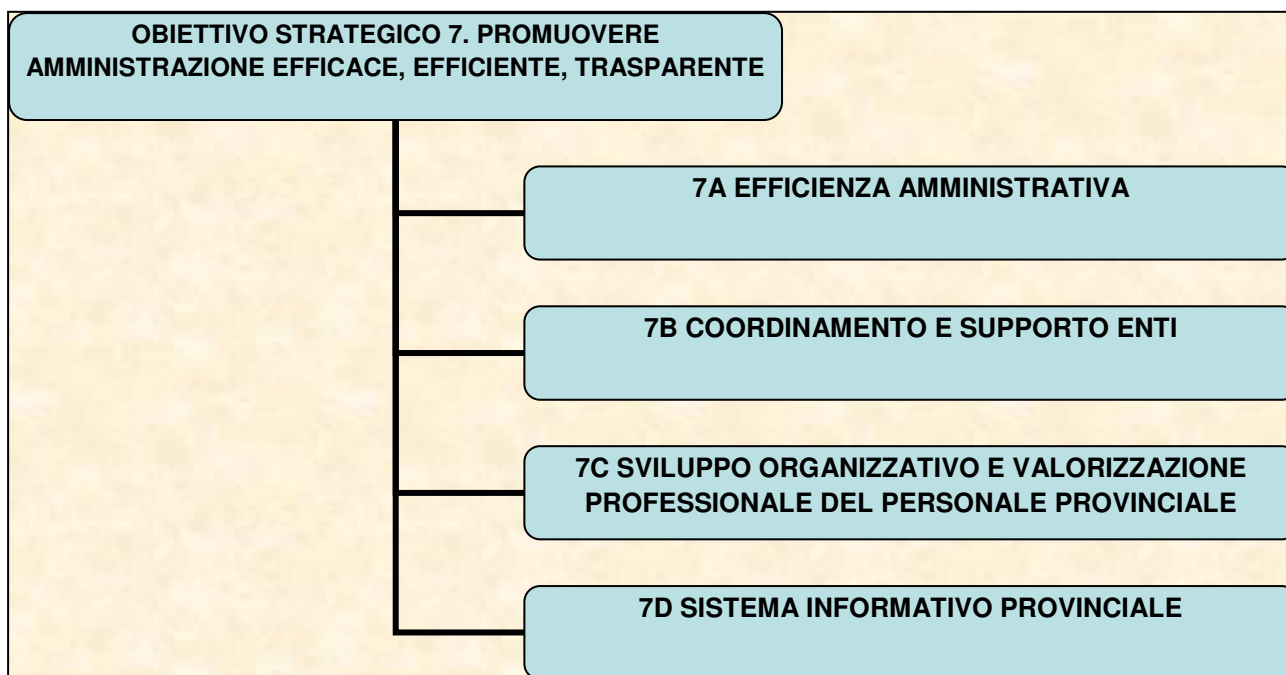 OBIETTIVO STRATEGICO 7. PROMUOVERE
AMMINISTRAZIONE EFFICACE, EFFICIENTE, TRASPARENTE
7A EFFICIENZA AMMINISTRATIVA
7B COORDINAMENTO E SUPPORTO ENTI
7C SVILUPPO ORGANIZZATIVO E VALORIZZAZIONE
PROFESSIONALE DEL PERSONALE PROVINCIALE
7D SISTEMA INFORMATIVO PROVINCIALE